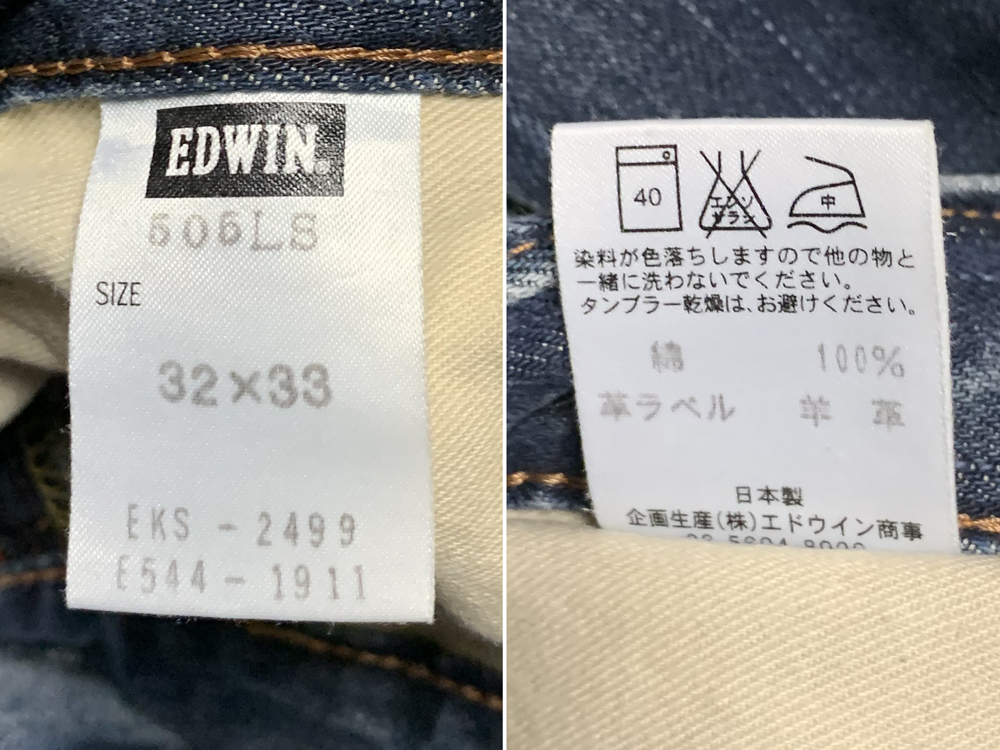 EDWIN.
505LS
SIZE
32×33
EKS - 2499
E544 - 1911
40
エンソ
サラシ
中
染料が色落ちしますので他の物と
一緒に洗わないでください。
タンブラー乾燥は、お避けください。
綿 100%
革ラベル 羊 革
日本製
企画生産(株)エドウイン商事